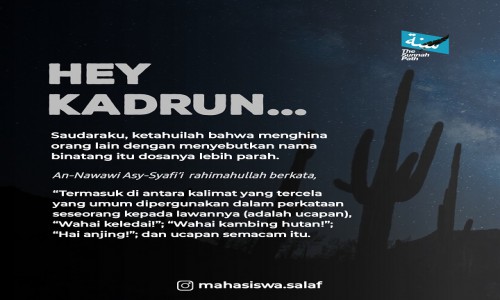 سنة
The
Sunnah
Path
HEY
KADRUN...
Saudaraku, ketahuilah bahwa menghina
orang lain dengan menyebutkan nama
binatang itu dosanya lebih parah.
An-Nawawi Asy-Syafi'i rahimahullah berkata,
"Termasuk di antara kalimat yang tercela
yang umum dipergunakan dalam perkataan
seseorang kepada lawannya (adalah ucapan),
"Wahai keledai!"; "Wahai kambing hutan!";
"Hai anjing!"; dan ucapan semacam itu.
mahasiswa.salaf